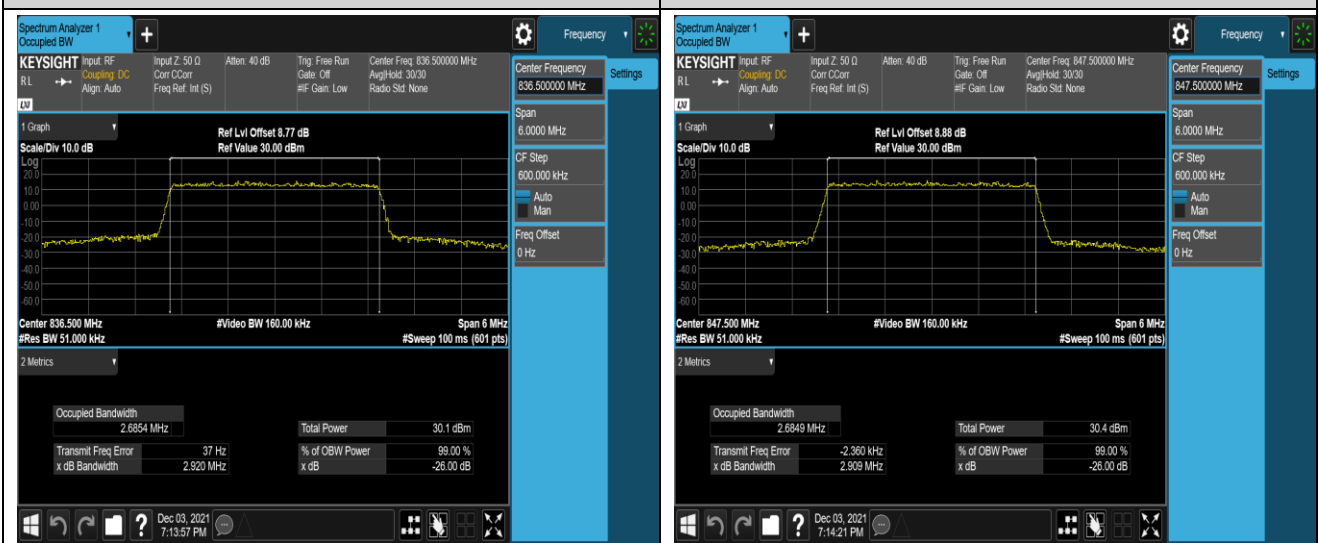 Spectrum Analyzer 1
Occupied BW
Frequency
KEYSIGHT
RL
Input: RF
Coupling: DC
Align: Auto
Input Z: 50 Ω
Corr CCorr
Freq Ref: Int (S)
Atten: 40 dB
Trig: Free Run
Gate: Off
#IF Gain: Low
Center Freq: 836.500000 MHz
Avg|Hold: 30/30
Radio Std: None
LXI
Center Frequency
836.500000 MHz
Settings
Span
6.0000 MHz
CF Step
600.000 kHz
Auto
Man
Freq Offset
0 Hz
1 Graph
Scale/Div 10.0 dB
Ref Lvl Offset 8.77 dB
Ref Value 30.00 dBm
Log
20.0
10.0
0.00
-10.0
-20.0
-30.0
-40.0
-50.0
-60.0
Center 836.500 MHz
#Res BW 51.000 kHz
#Video BW 160.00 kHz
Span 6 MHz
#Sweep 100 ms (601 pts)
2 Metrics
Occupied Bandwidth
2.6854 MHz
Total Power 30.1 dBm
Transmit Freq Error 37 Hz
% of OBW Power 99.00 %
x dB Bandwidth 2.920 MHz
x dB -26.00 dB
?
Dec 03, 2021
7:13:57 PM
Spectrum Analyzer 1
Occupied BW
Frequency
KEYSIGHT
RL
Input: RF
Coupling: DC
Align: Auto
Input Z: 50 Ω
Corr CCorr
Freq Ref: Int (S)
Atten: 40 dB
Trig: Free Run
Gate: Off
#IF Gain: Low
Center Freq: 847.500000 MHz
Avg|Hold: 30/30
Radio Std: None
LXI
Center Frequency
847.500000 MHz
Settings
Span
6.0000 MHz
CF Step
600.000 kHz
Auto
Man
Freq Offset
0 Hz
1 Graph
Scale/Div 10.0 dB
Ref Lvl Offset 8.88 dB
Ref Value 30.00 dBm
Log
20.0
10.0
0.00
-10.0
-20.0
-30.0
-40.0
-50.0
-60.0
Center 847.500 MHz
#Res BW 51.000 kHz
#Video BW 160.00 kHz
Span 6 MHz
#Sweep 100 ms (601 pts)
2 Metrics
Occupied Bandwidth
2.6849 MHz
Total Power 30.4 dBm
Transmit Freq Error -2.360 kHz
% of OBW Power 99.00 %
x dB Bandwidth 2.909 MHz
x dB -26.00 dB
?
Dec 03, 2021
7:14:21 PM